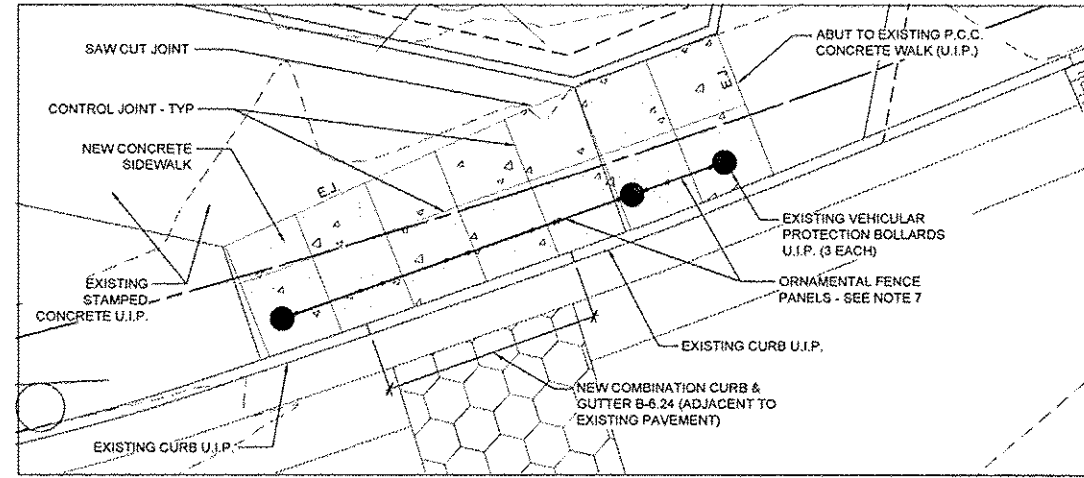 SAW CUT JOINT
CONTROL JOINT - TYP
NEW CONCRETE
SIDEWALK
E.J.
EXISTING
STAMPED
CONCRETE U.I.P.
EXISTING CURB U.I.P.
ABUT TO EXISTING P.C.C.
CONCRETE WALK (U.I.P.)
E.J.
EXISTING VEHICULAR
PROTECTION BOLLARDS
U.I.P. (3 EACH)
ORNAMENTAL FENCE
PANELS - SEE NOTE 7
EXISTING CURB U.I.P.
NEW COMBINATION CURB &
GUTTER B-6.24 (ADJACENT TO
EXISTING PAVEMENT)